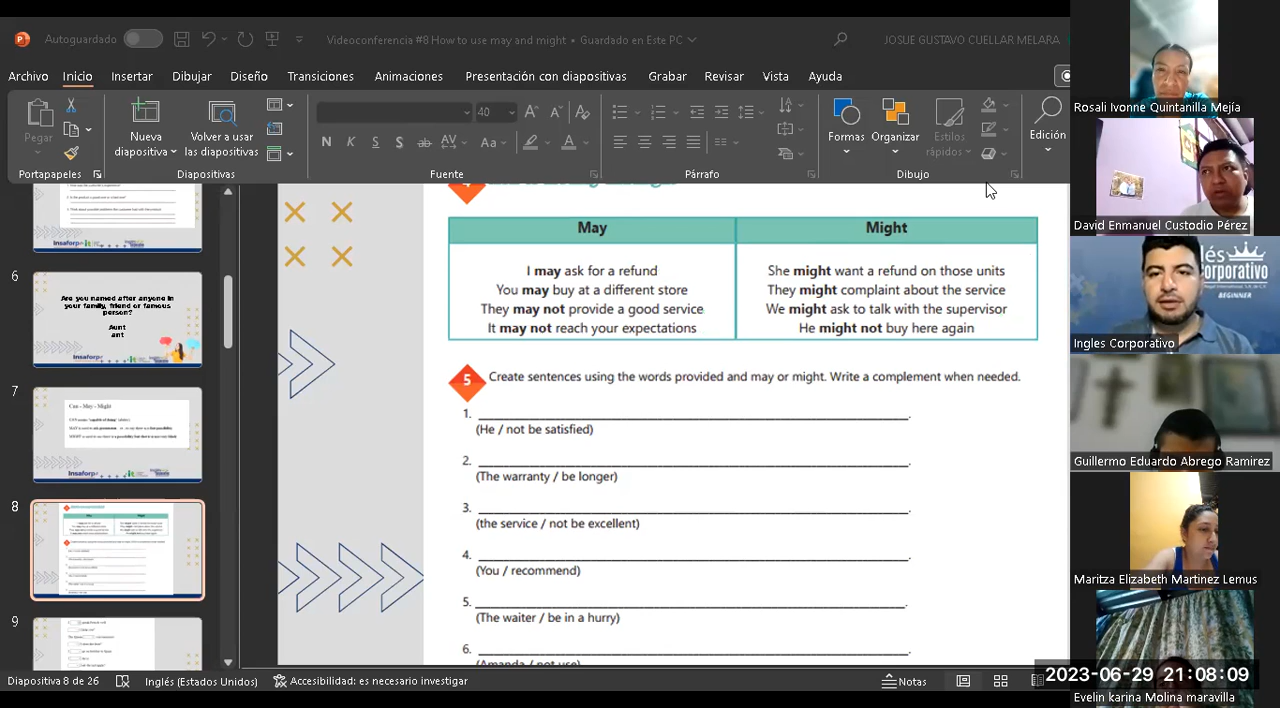 Autoguardado
Videoconferencia #8 How to use may and might • Guardado en Este PC
JOSUE GUSTAVO CUELLAR MELARA
Archivo Inicio Insertar Dibujar Diseño Transiciones Animaciones Presentación con diapositivas Grabar Revisar Vista Ayuda
Pegar
Nueva diapositiva
Volver a usar las diapositivas
40
N K S S ab AV Aa A
Formas
Organizar
Estilos rápidos
Edición
Portapapeles
Diapositivas
Fuente
Párrafo
Dibujo
6
Are you named after anyone in
your family, friend or famous
person?
Aunt
ant
7
Can - May - Might
8
9
May
Might
I may ask for a refund
You may buy at a different store
They may not provide a good service
It may not reach your expectations
She might want a refund on those units
They might complaint about the service
We might ask to talk with the supervisor
He might not buy here again
5 Create sentences using the words provided and may or might. Write a complement when needed.
1. .
(He / not be satisfied)
2. .
(The warranty / be longer)
3. .
(the service / not be excellent)
4. .
(You / recommend)
5. .
(The waiter / be in a hurry)
6. .
(Amanda / not use)
Diapositiva 8 de 26
Inglés (Estados Unidos)
Accesibilidad: es necesario investigar
Notas
Rosali Ivonne Quintanilla Mejía
David Enmanuel Custodio Pérez
Corporativo
BEGINNER
Ingles Corporativo
Guillermo Eduardo Abrego Ramirez
Maritza Elizabeth Martinez Lemus
2023-06-29 21:08:09
Evelin karina Molina maravilla